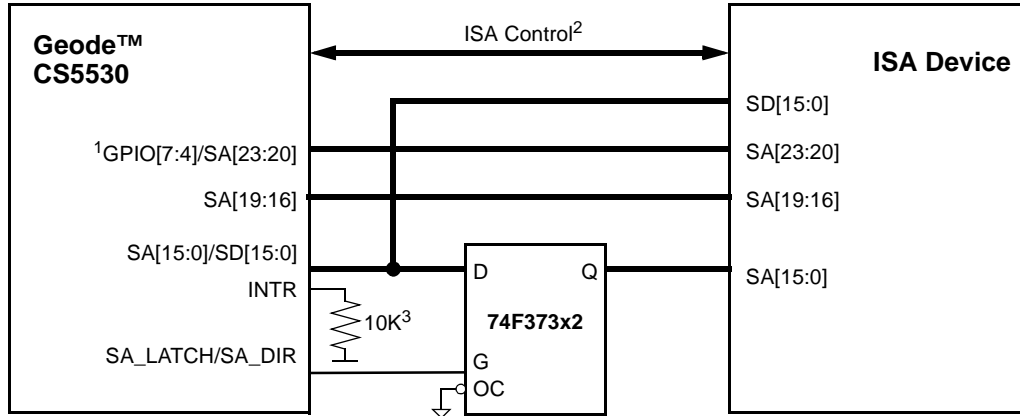 Geode™
CS5530
ISA Control2
ISA Device
SD[15:0]
1GPIO[7:4]/SA[23:20]
SA[23:20]
SA[19:16]
SA[19:16]
SA[15:0]/SD[15:0]
D
Q
SA[15:0]
INTR
10K3
74F373x2
SA_LATCH/SA_DIR
G
OC